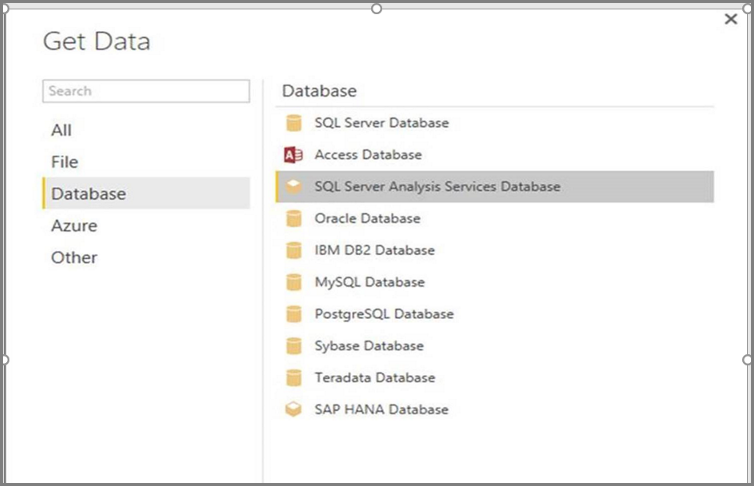 Get Data
Search
All
File
Database
Azure
Other
Database
SQL Server Database
Access Database
SQL Server Analysis Services Database
Oracle Database
IBM DB2 Database
MySQL Database
PostgreSQL Database
Sybase Database
Teradata Database
SAP HANA Database